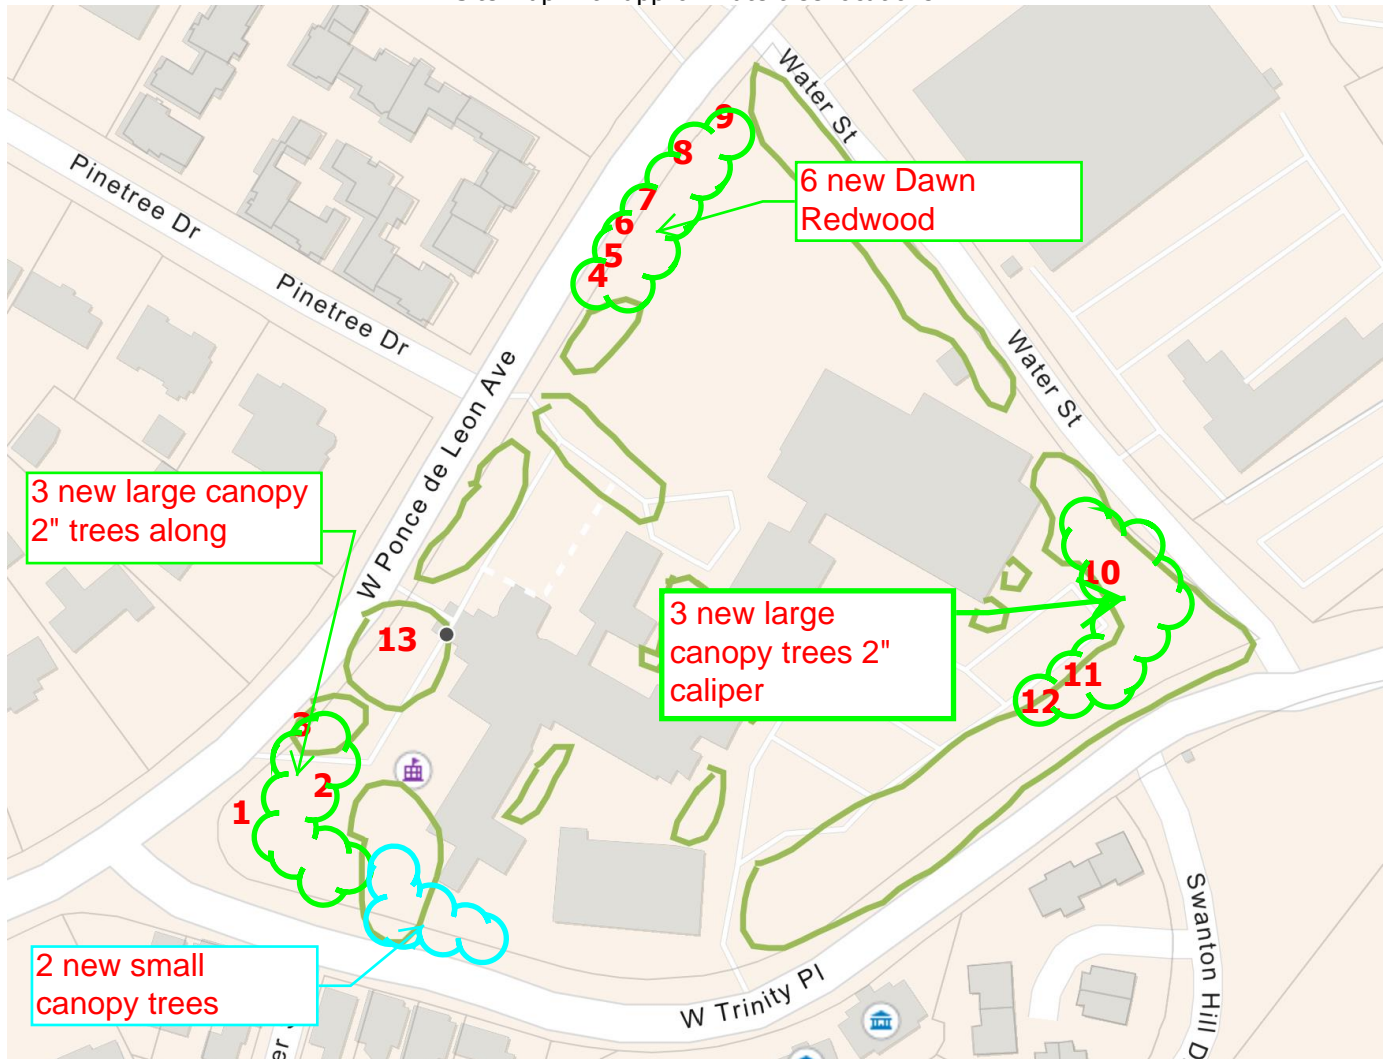 Water St
9
8
6 new Dawn
Redwood
7
6
5
4
Pinetree Dr
Pinetree Dr
Water St
W Ponce de Leon Ave
3 new large canopy
2" trees along
10
3 new large
canopy trees 2"
caliper
13
11
12
3
2
1
2 new small
canopy trees
W Trinity Pl
Swanton Hill D
er